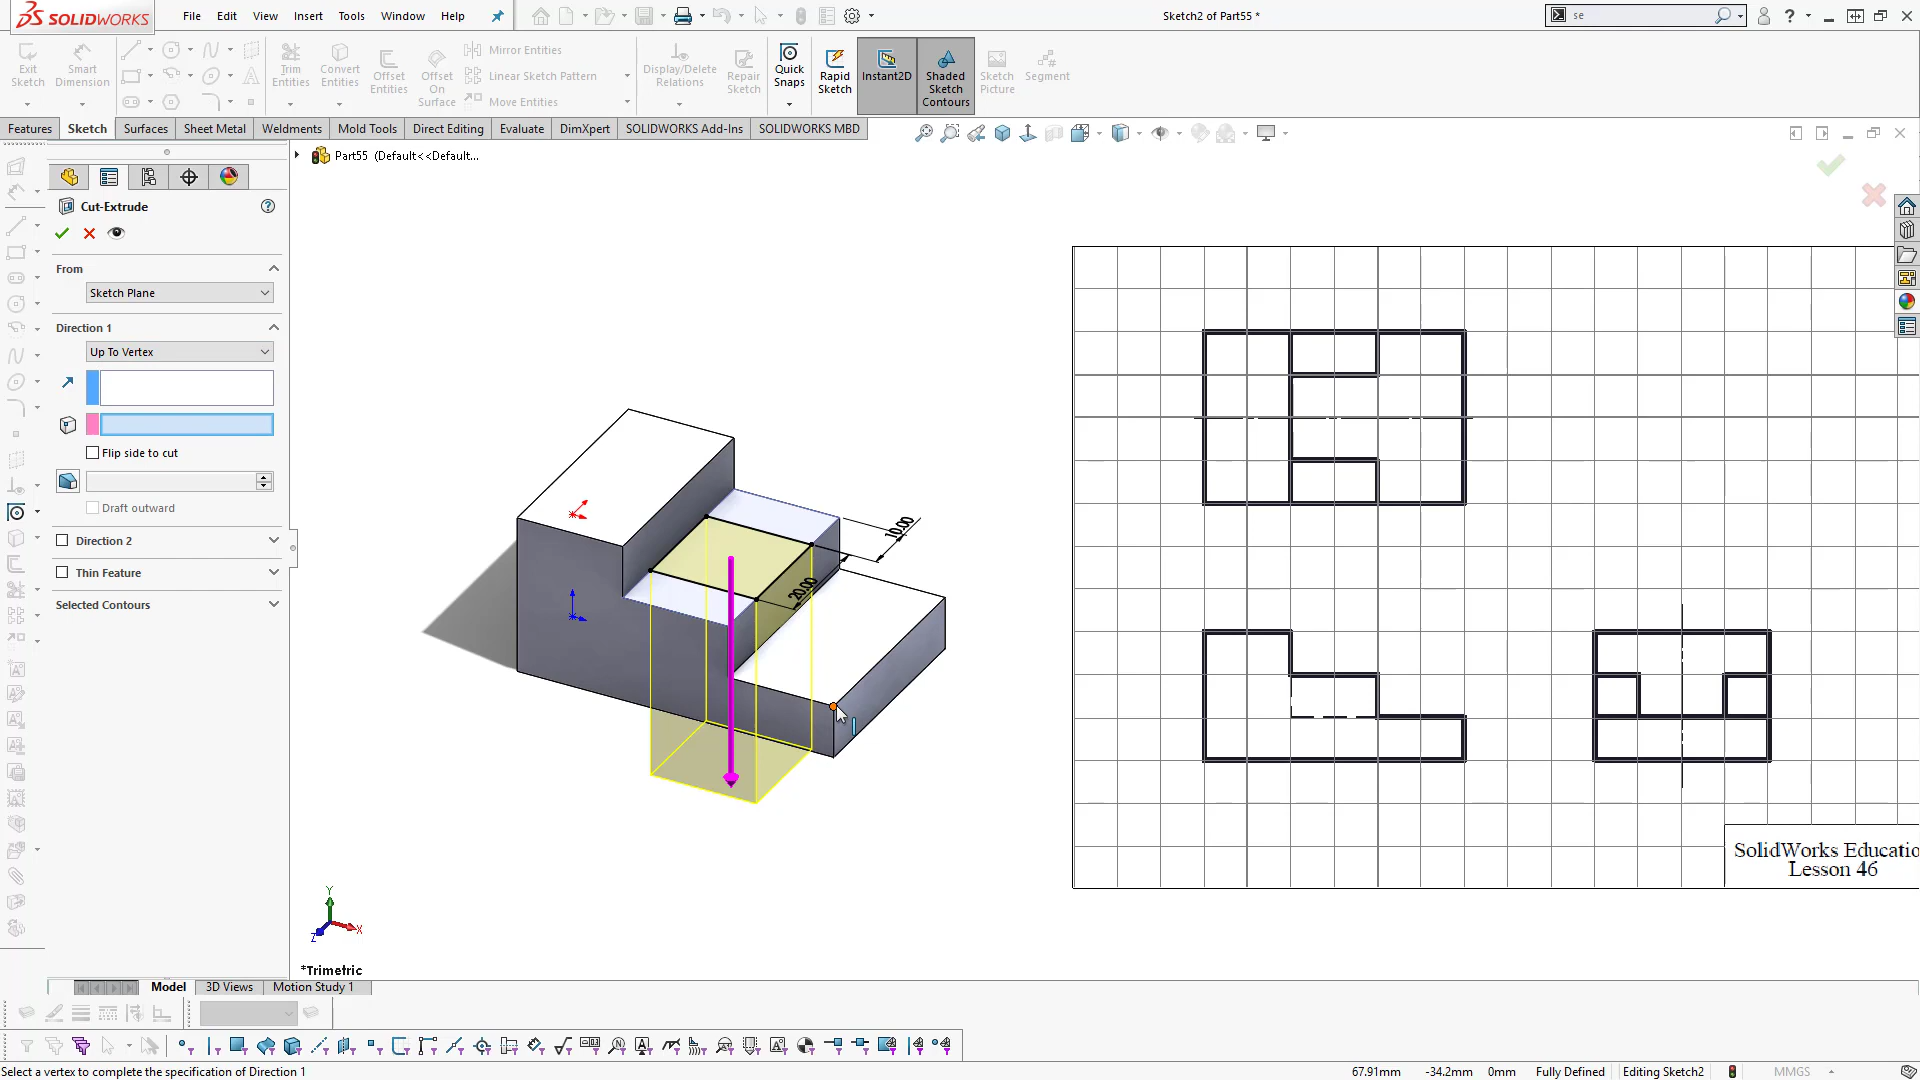 SOLIDWORKS File Edit View Insert Tools Window Help Sketch2 of Part55 * se
Exit Sketch
Smart Dimension
Trim Entities
Convert Entities
Offset Entities
Offset On Surface
Mirror Entities
Linear Sketch Pattern
Move Entities
Display/Delete Relations
Repair Sketch
Quick Snaps
Rapid Sketch
Instant2D
Shaded Sketch Contours
Sketch Picture
Segment
Features Sketch Surfaces Sheet Metal Weldments Mold Tools Direct Editing Evaluate DimXpert SOLIDWORKS Add-Ins SOLIDWORKS MBD
Part55 (Default<<Default...
Cut-Extrude
From
Sketch Plane
Direction 1
Up To Vertex
Flip side to cut
Draft outward
Direction 2
Thin Feature
Selected Contours
10.00
20.00
SolidWorks Educatio
Lesson 46
Y
X
Z
*Trimetric
Model 3D Views Motion Study 1
Select a vertex to complete the specification of Direction 1 67.91mm -34.2mm 0mm Fully Defined Editing Sketch2 MMGS